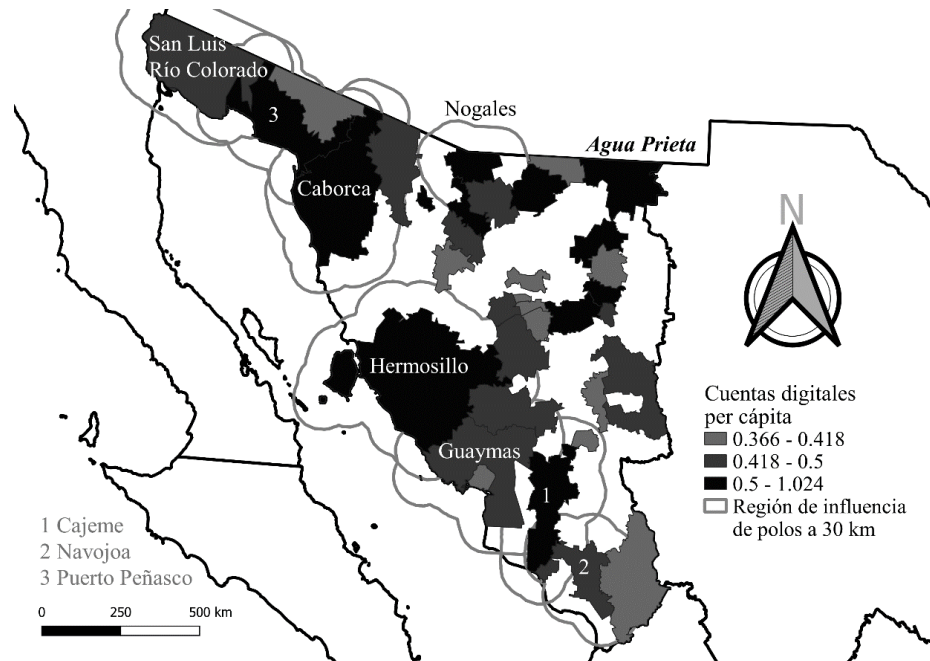 San Luis
Río Colorado
3
Nogales
Agua Prieta
Caborca
N
Hermosillo
Guaymas
1
2
Cuentas digitales
per cápita
0.366 - 0.418
0.418 - 0.5
0.5 - 1.024
Región de influencia
de polos a 30 km
1 Cajeme
2 Navojoa
3 Puerto Peñasco
0 250 500 km